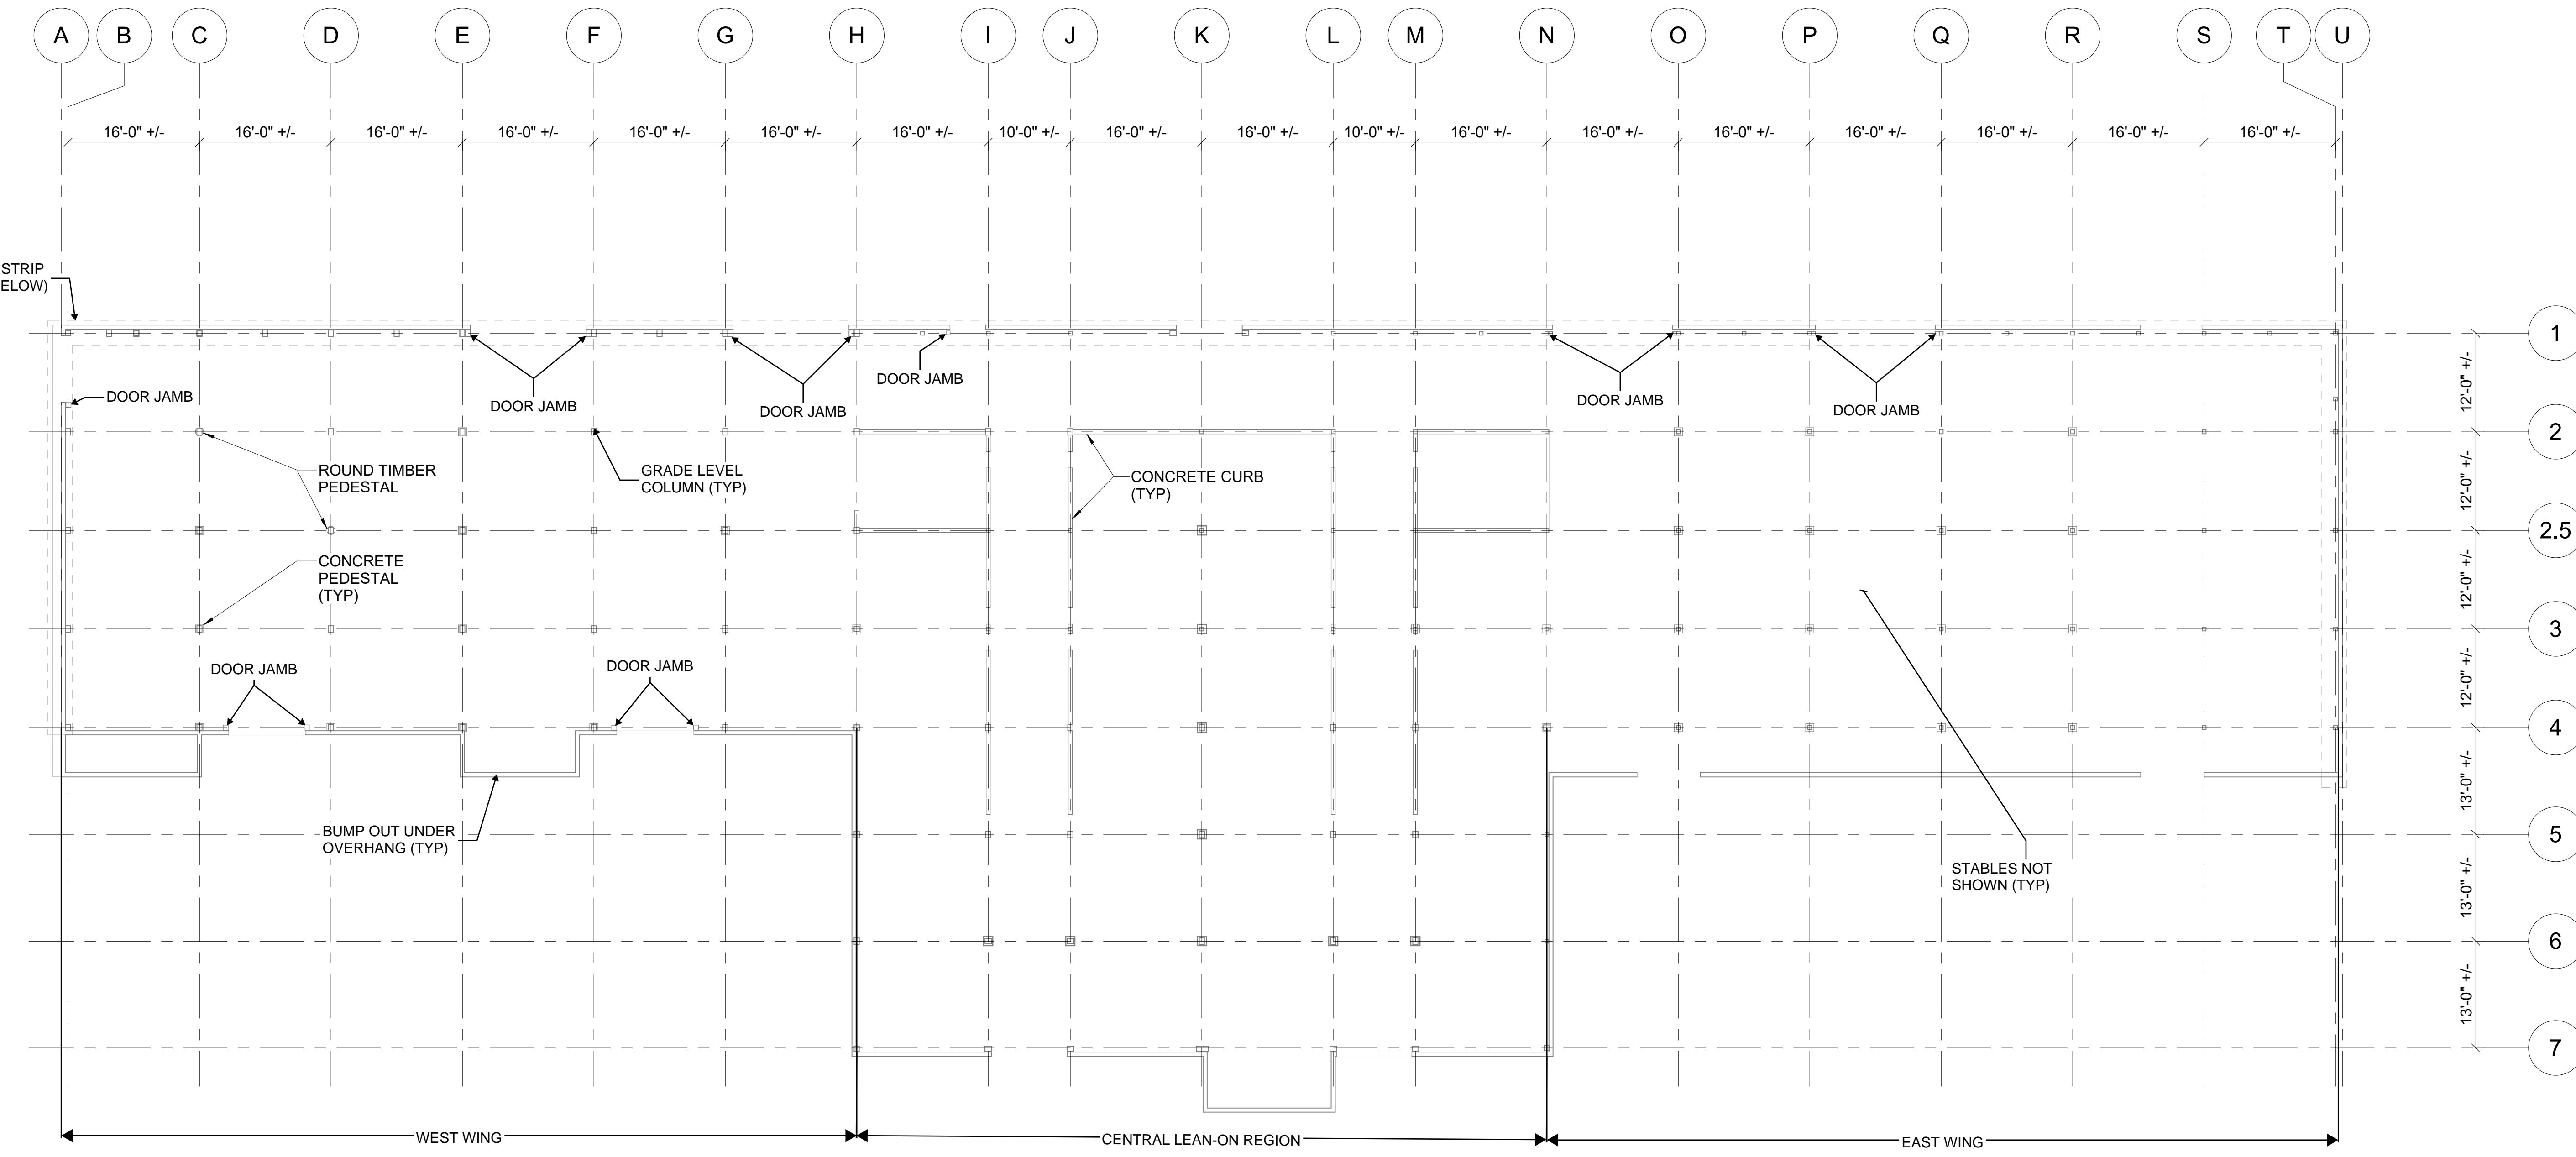 A B C D E F G H I J K L M N O P Q R S T U
16'-0" +/- 16'-0" +/- 16'-0" +/- 16'-0" +/- 16'-0" +/- 16'-0" +/- 16'-0" +/- 10'-0" +/- 16'-0" +/- 16'-0" +/- 10'-0" +/- 16'-0" +/- 16'-0" +/- 16'-0" +/- 16'-0" +/- 16'-0" +/- 16'-0" +/- 16'-0" +/-
STRIP
ELOW)
1
12'-0" +/-
DOOR JAMB
DOOR JAMB
DOOR JAMB
DOOR JAMB
DOOR JAMB
DOOR JAMB
2
ROUND TIMBER
PEDESTAL
GRADE LEVEL
COLUMN (TYP)
CONCRETE CURB
(TYP)
12'-0" +/-
2.5
CONCRETE
PEDESTAL
(TYP)
12'-0" +/-
3
DOOR JAMB
DOOR JAMB
12'-0" +/-
4
13'-0" +/-
BUMP OUT UNDER
OVERHANG (TYP)
5
STABLES NOT
SHOWN (TYP)
13'-0" +/-
6
13'-0" +/-
7
WEST WING
CENTRAL LEAN-ON REGION
EAST WING